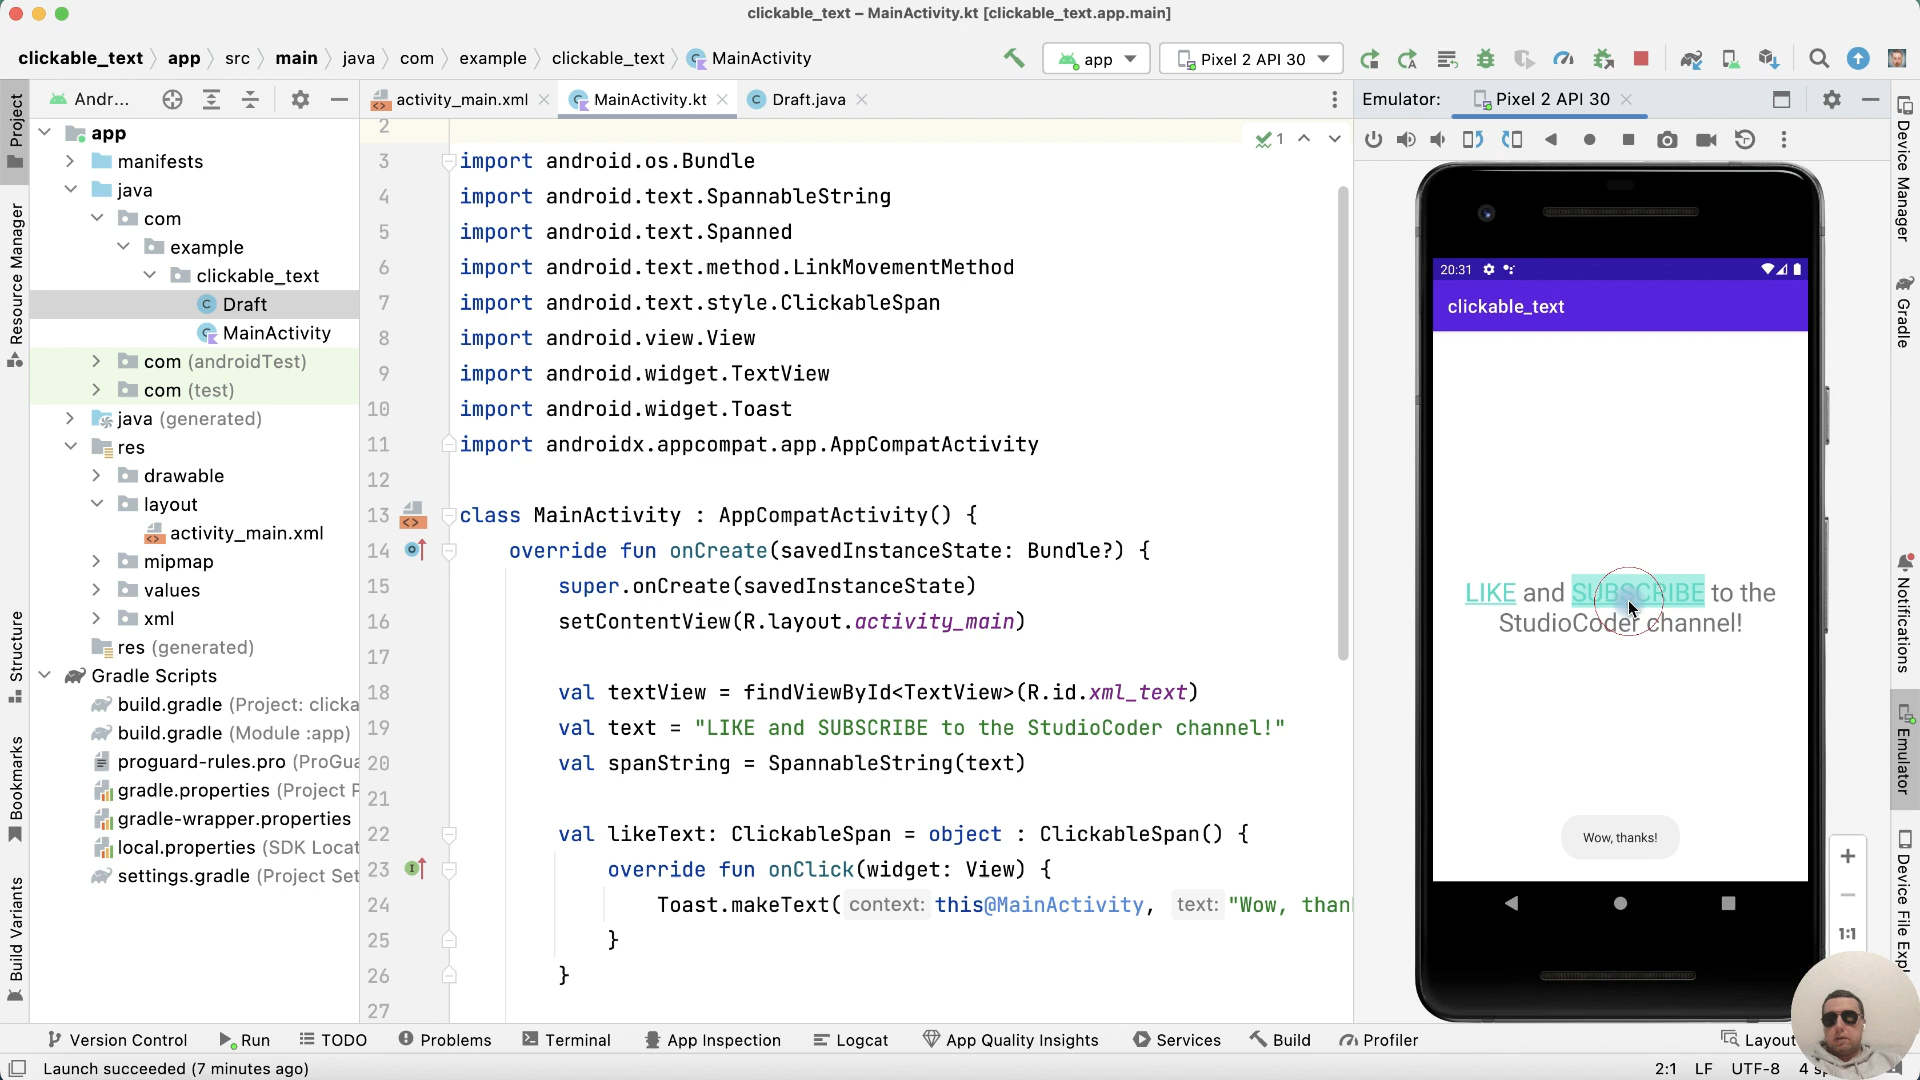 clickable_text – MainActivity.kt [clickable_text.app.main]
clickable_text app src main java com example clickable_text MainActivity
app Pixel 2 API 30
Andr...
activity_main.xml MainActivity.kt Draft.java
Emulator: Pixel 2 API 30
Project
Resource Manager
Structure
Bookmarks
Build Variants
app
manifests
java
com
example
clickable_text
Draft
MainActivity
com (androidTest)
com (test)
java (generated)
res
drawable
layout
activity_main.xml
mipmap
values
xml
res (generated)
Gradle Scripts
build.gradle (Project: clicka
build.gradle (Module :app)
proguard-rules.pro (ProGua
gradle.properties (Project P
gradle-wrapper.properties
local.properties (SDK Locat
settings.gradle (Project Set
1
2
3 import android.os.Bundle
4 import android.text.SpannableString
5 import android.text.Spanned
6 import android.text.method.LinkMovementMethod
7 import android.text.style.ClickableSpan
8 import android.view.View
9 import android.widget.TextView
10 import android.widget.Toast
11 import androidx.appcompat.app.AppCompatActivity
12
13 class MainActivity : AppCompatActivity() {
14 override fun onCreate(savedInstanceState: Bundle?) {
15 super.onCreate(savedInstanceState)
16 setContentView(R.layout.activity_main)
17
18 val textView = findViewById<TextView>(R.id.xml_text)
19 val text = "LIKE and SUBSCRIBE to the StudioCoder channel!"
20 val spanString = SpannableString(text)
21
22 val likeText: ClickableSpan = object : ClickableSpan() {
23 override fun onClick(widget: View) {
24 Toast.makeText( context: this@MainActivity, text: "Wow, than
25 }
26 }
27
20:31
clickable_text
LIKE and SUBSCRIBE to the
StudioCoder channel!
Wow, thanks!
1:1
Device Manager
Gradle
Notifications
Emulator
Device File Expl
Version Control Run TODO Problems Terminal App Inspection Logcat App Quality Insights Services Build Profiler Layou
Launch succeeded (7 minutes ago)
2:1 LF UTF-8 4 sp